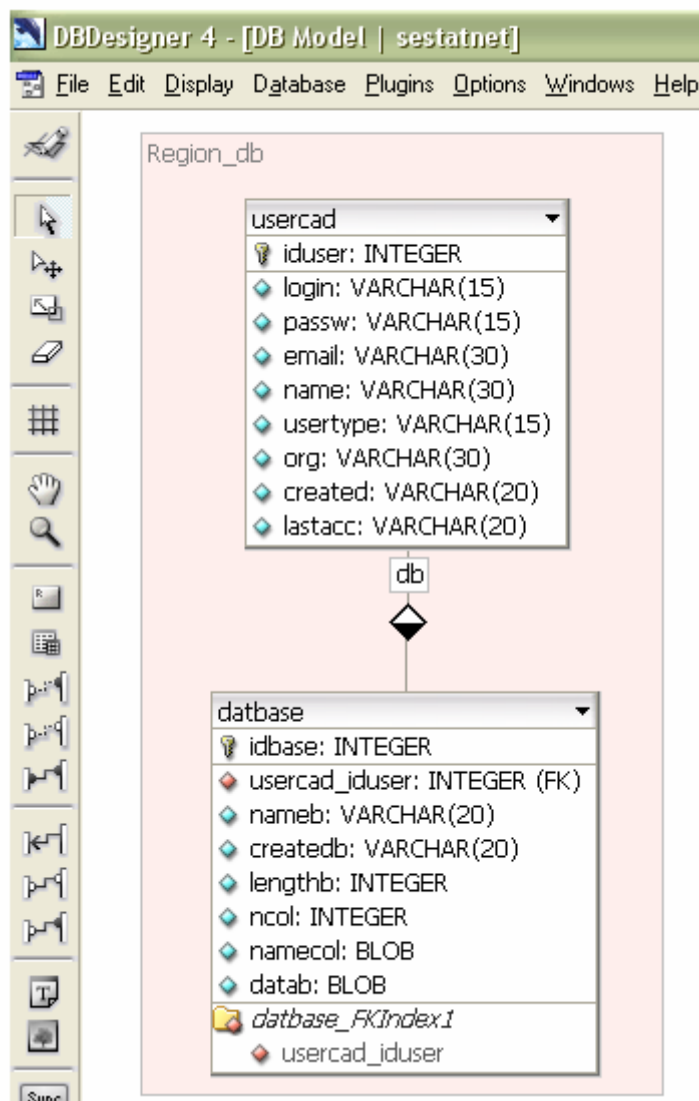 DBDesigner 4 - [DB Model | sestatnet]
File Edit Display Database Plugins Options Windows Help
Region_db
usercad
iduser: INTEGER
login: VARCHAR(15)
passw: VARCHAR(15)
email: VARCHAR(30)
name: VARCHAR(30)
usertype: VARCHAR(15)
org: VARCHAR(30)
created: VARCHAR(20)
lastacc: VARCHAR(20)
db
datbase
idbase: INTEGER
usercad_iduser: INTEGER (FK)
nameb: VARCHAR(20)
createdb: VARCHAR(20)
lengthb: INTEGER
ncol: INTEGER
namecol: BLOB
datab: BLOB
datbase_FKIndex1
usercad_iduser
Sync